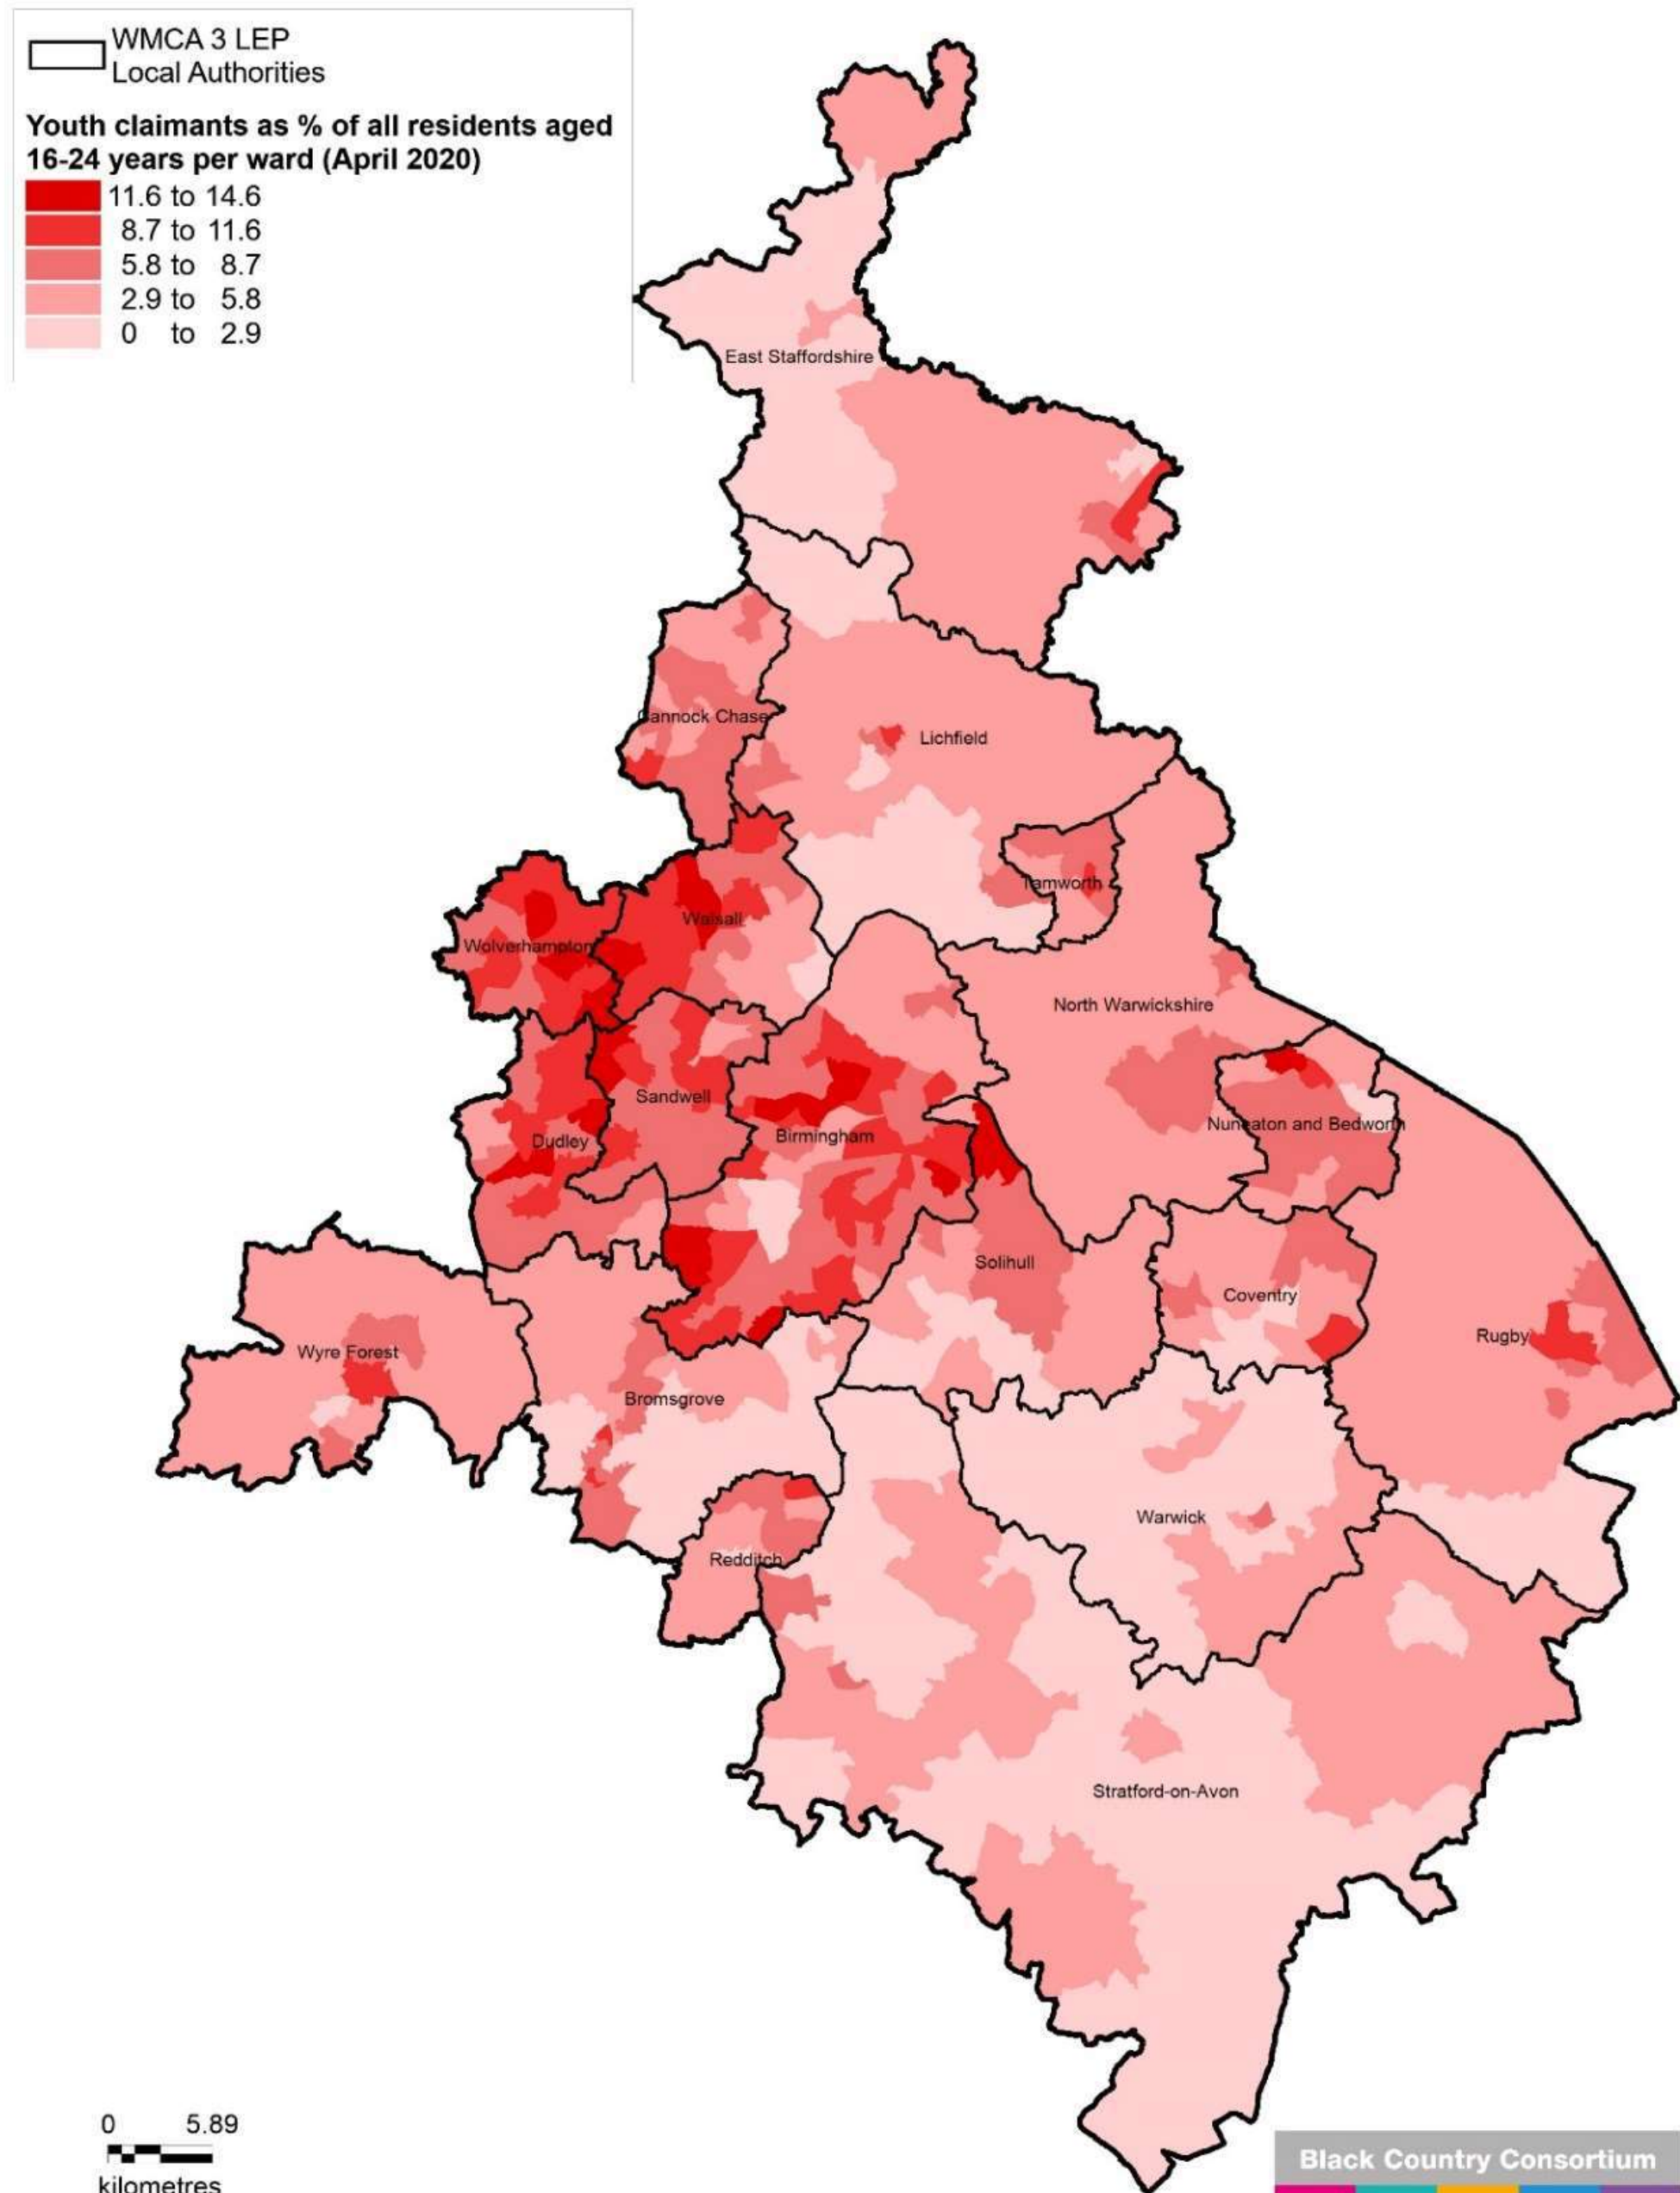 WMCA 3 LEP
Local Authorities
Youth claimants as % of all residents aged
16-24 years per ward (April 2020)
11.6 to 14.6
8.7 to 11.6
5.8 to 8.7
2.9 to 5.8
0 to 2.9
East Staffordshire
Cannock Chase
Lichfield
Tamworth
Walsall
Wolverhampton
North Warwickshire
Sandwell
Nuneaton and Bedworth
Birmingham
Dudley
Solihull
Coventry
Rugby
Wyre Forest
Bromsgrove
Warwick
Redditch
Stratford-on-Avon
0 5.89
kilometres
Black Country Consortium